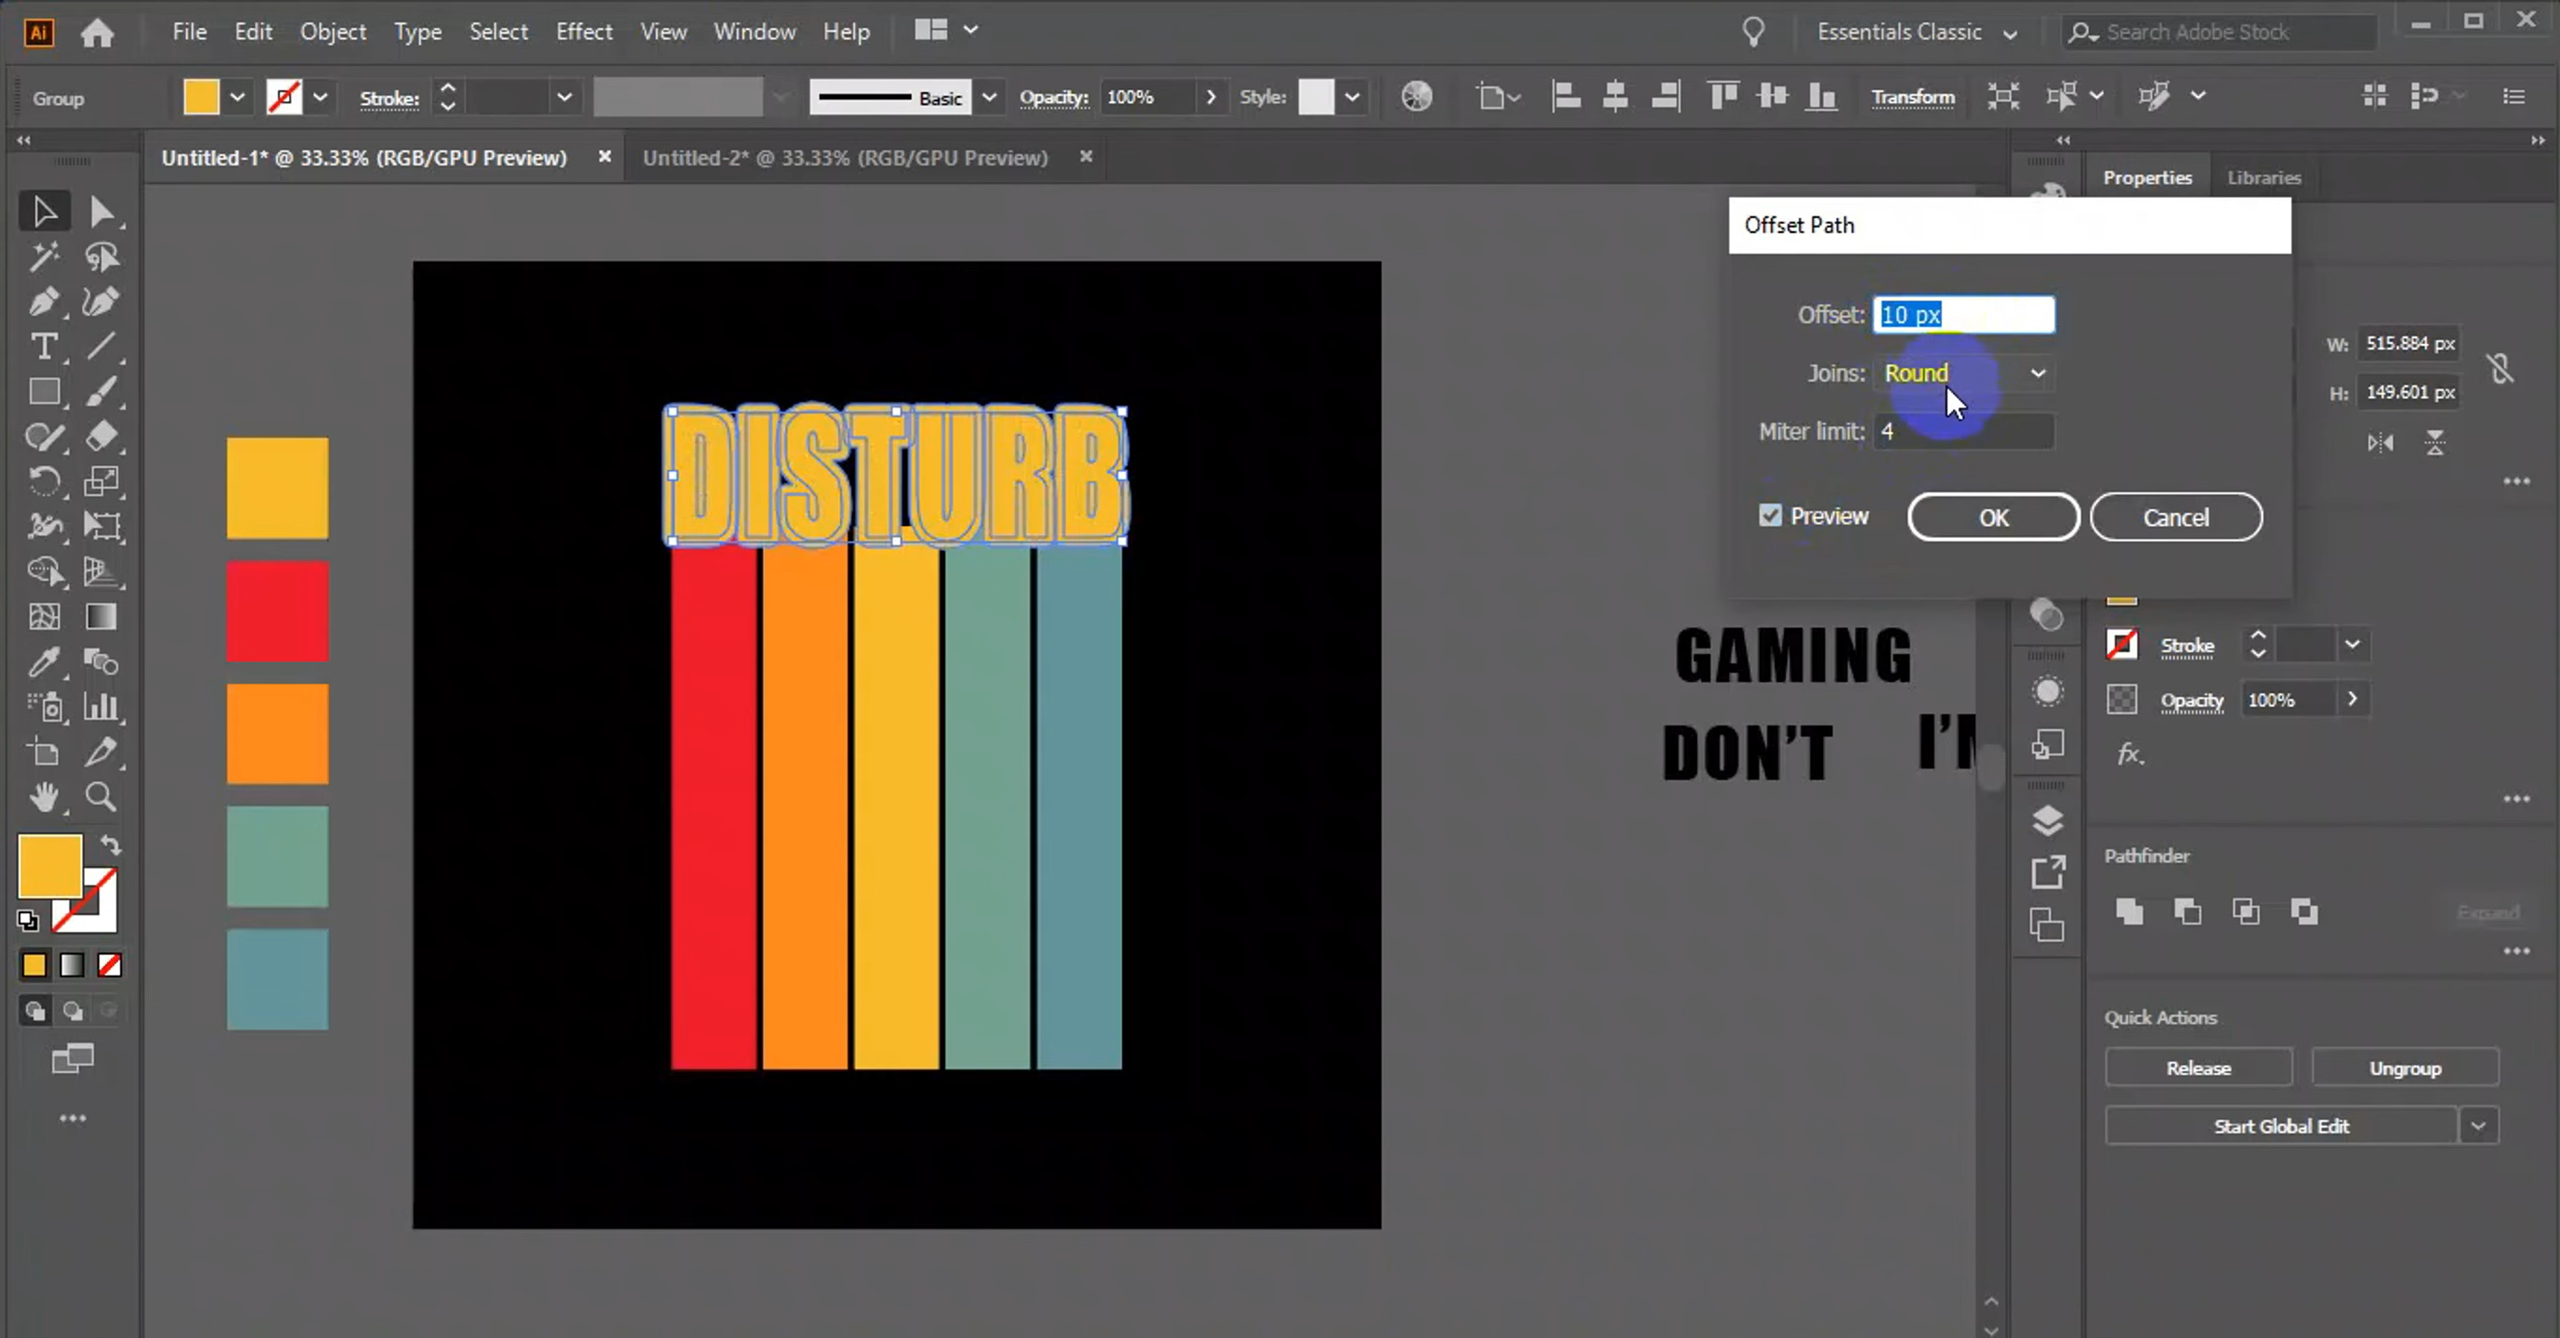 Ai File Edit Object Type Select Effect View Window Help Essentials Classic Search Adobe Stock
Group Stroke: Basic Opacity: 100% Style: Transform
Untitled-1* @ 33.33% (RGB/GPU Preview) Untitled-2* @ 33.33% (RGB/GPU Preview)
Properties Libraries
Offset Path
Offset: 10 px
Joins: Round
Miter limit: 4
Preview OK Cancel
W: 515.884 px
H: 149.601 px
DISTURB
GAMING
DON'T
Stroke
Opacity 100%
fx.
Pathfinder
Expand
Quick Actions
Release Ungroup
Start Global Edit